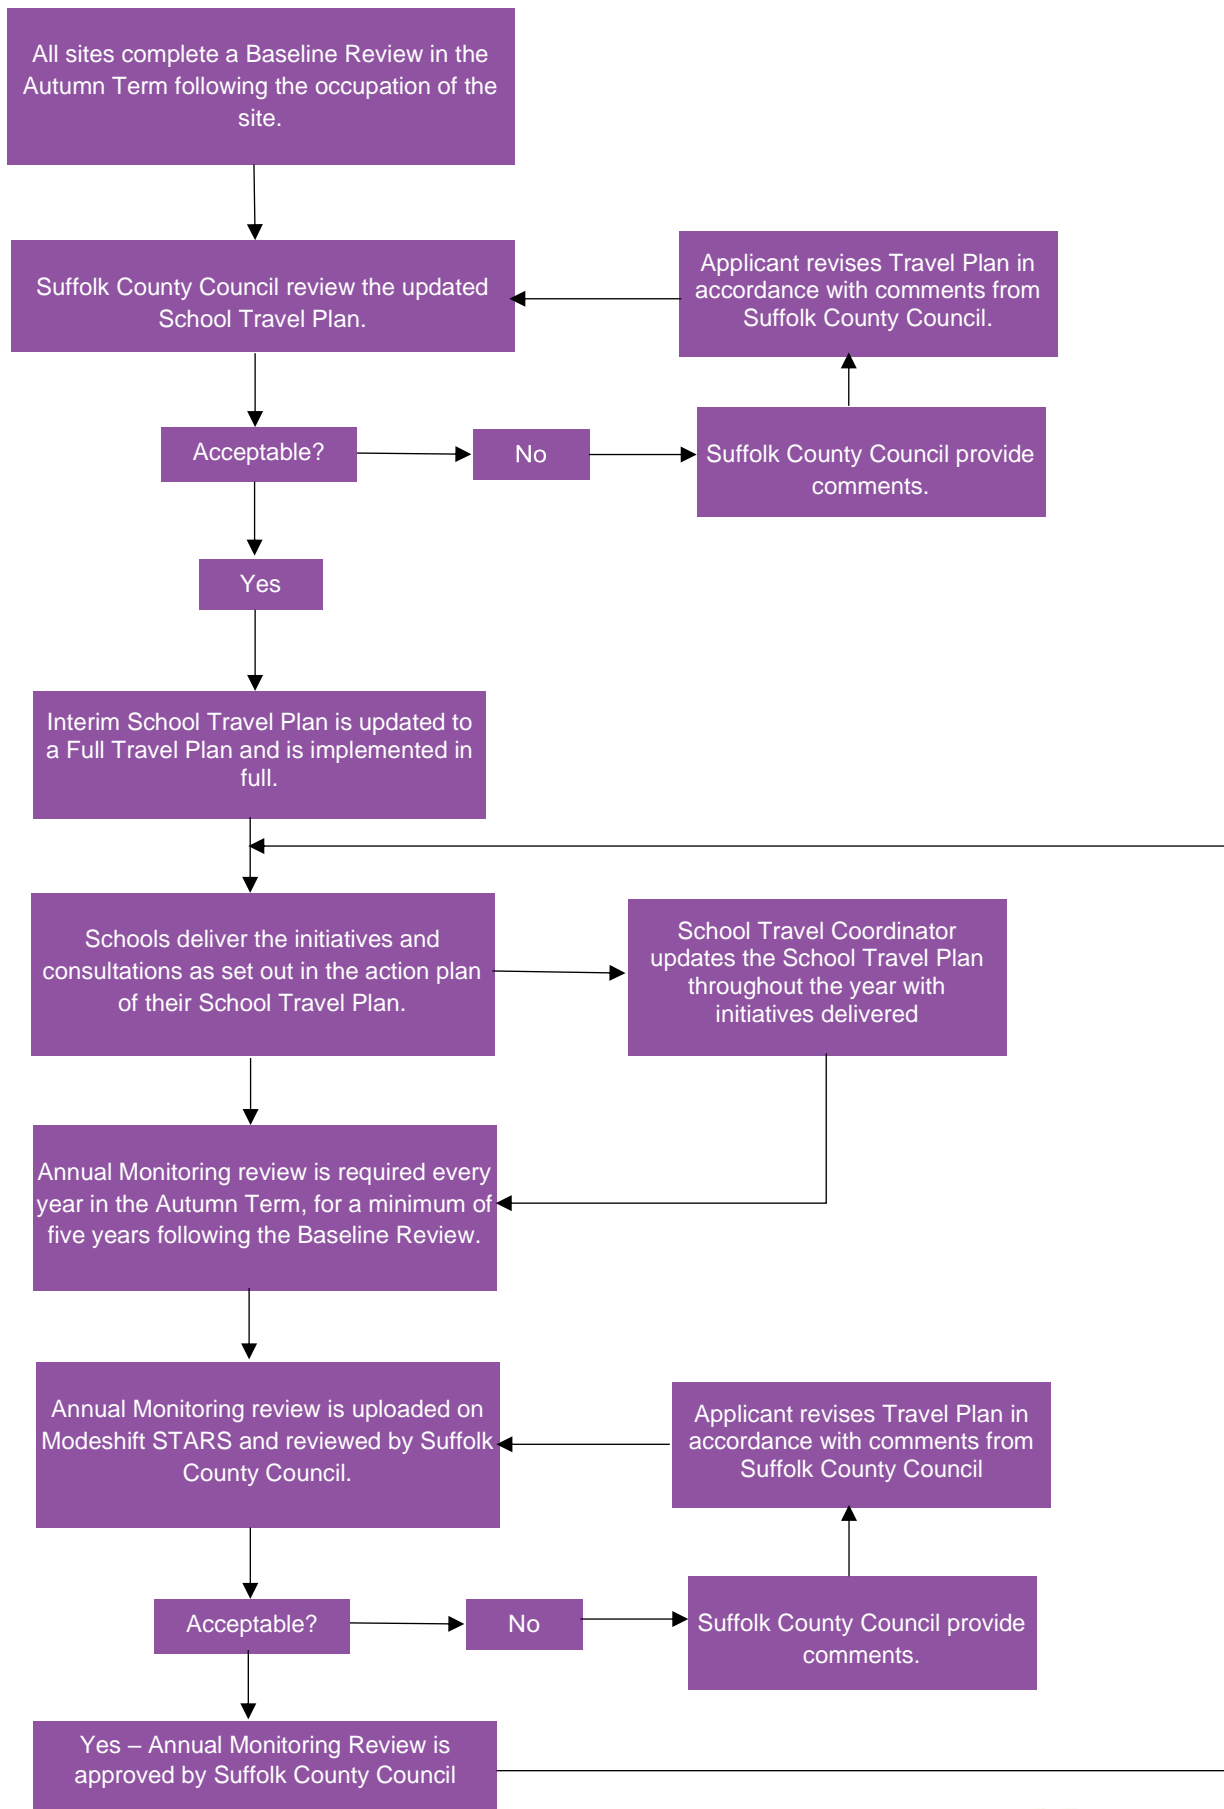 All sites complete a Baseline Review in the
Autumn Term following the occupation of the
site.
Suffolk County Council review the updated
School Travel Plan.
Applicant revises Travel Plan in
accordance with comments from
Suffolk County Council.
Acceptable?
No
Suffolk County Council provide
comments.
Yes
Interim School Travel Plan is updated to
a Full Travel Plan and is implemented in
full.
Schools deliver the initiatives and
consultations as set out in the action plan
of their School Travel Plan.
School Travel Coordinator
updates the School Travel Plan
throughout the year with
initiatives delivered
Annual Monitoring review is required every
year in the Autumn Term, for a minimum of
five years following the Baseline Review.
Annual Monitoring review is uploaded on
Modeshift STARS and reviewed by Suffolk
County Council.
Applicant revises Travel Plan in
accordance with comments from
Suffolk County Council
Acceptable?
No
Suffolk County Council provide
comments.
Yes – Annual Monitoring Review is
approved by Suffolk County Council